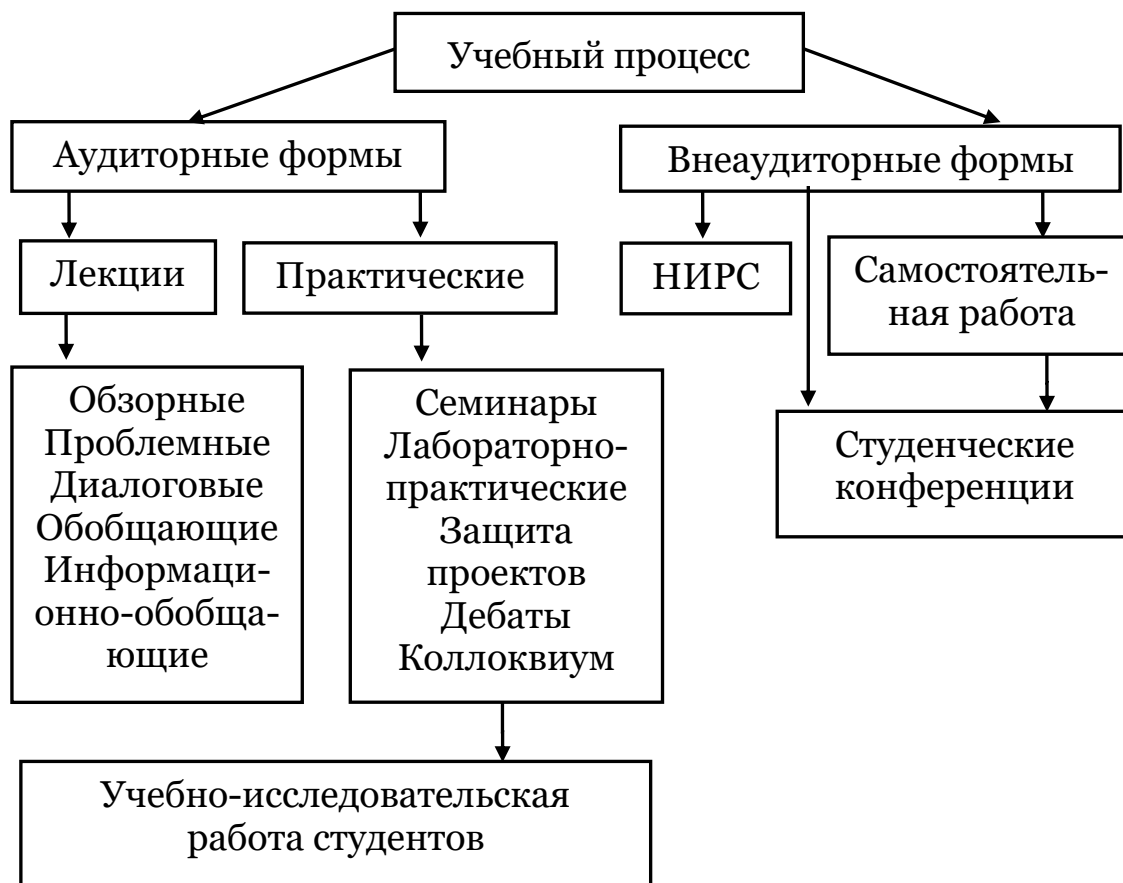 Учебный процесс
Аудиторные формы
Внеаудиторные формы
Лекции
Практические
НИРС
Самостоятель-
ная работа
Обзорные
Проблемные
Диалоговые
Обобщающие
Информаци-
онно-обобща-
ющие
Семинары
Лабораторно-
практические
Защита
проектов
Дебаты
Коллоквиум
Студенческие
конференции
Учебно-исследовательская
работа студентов